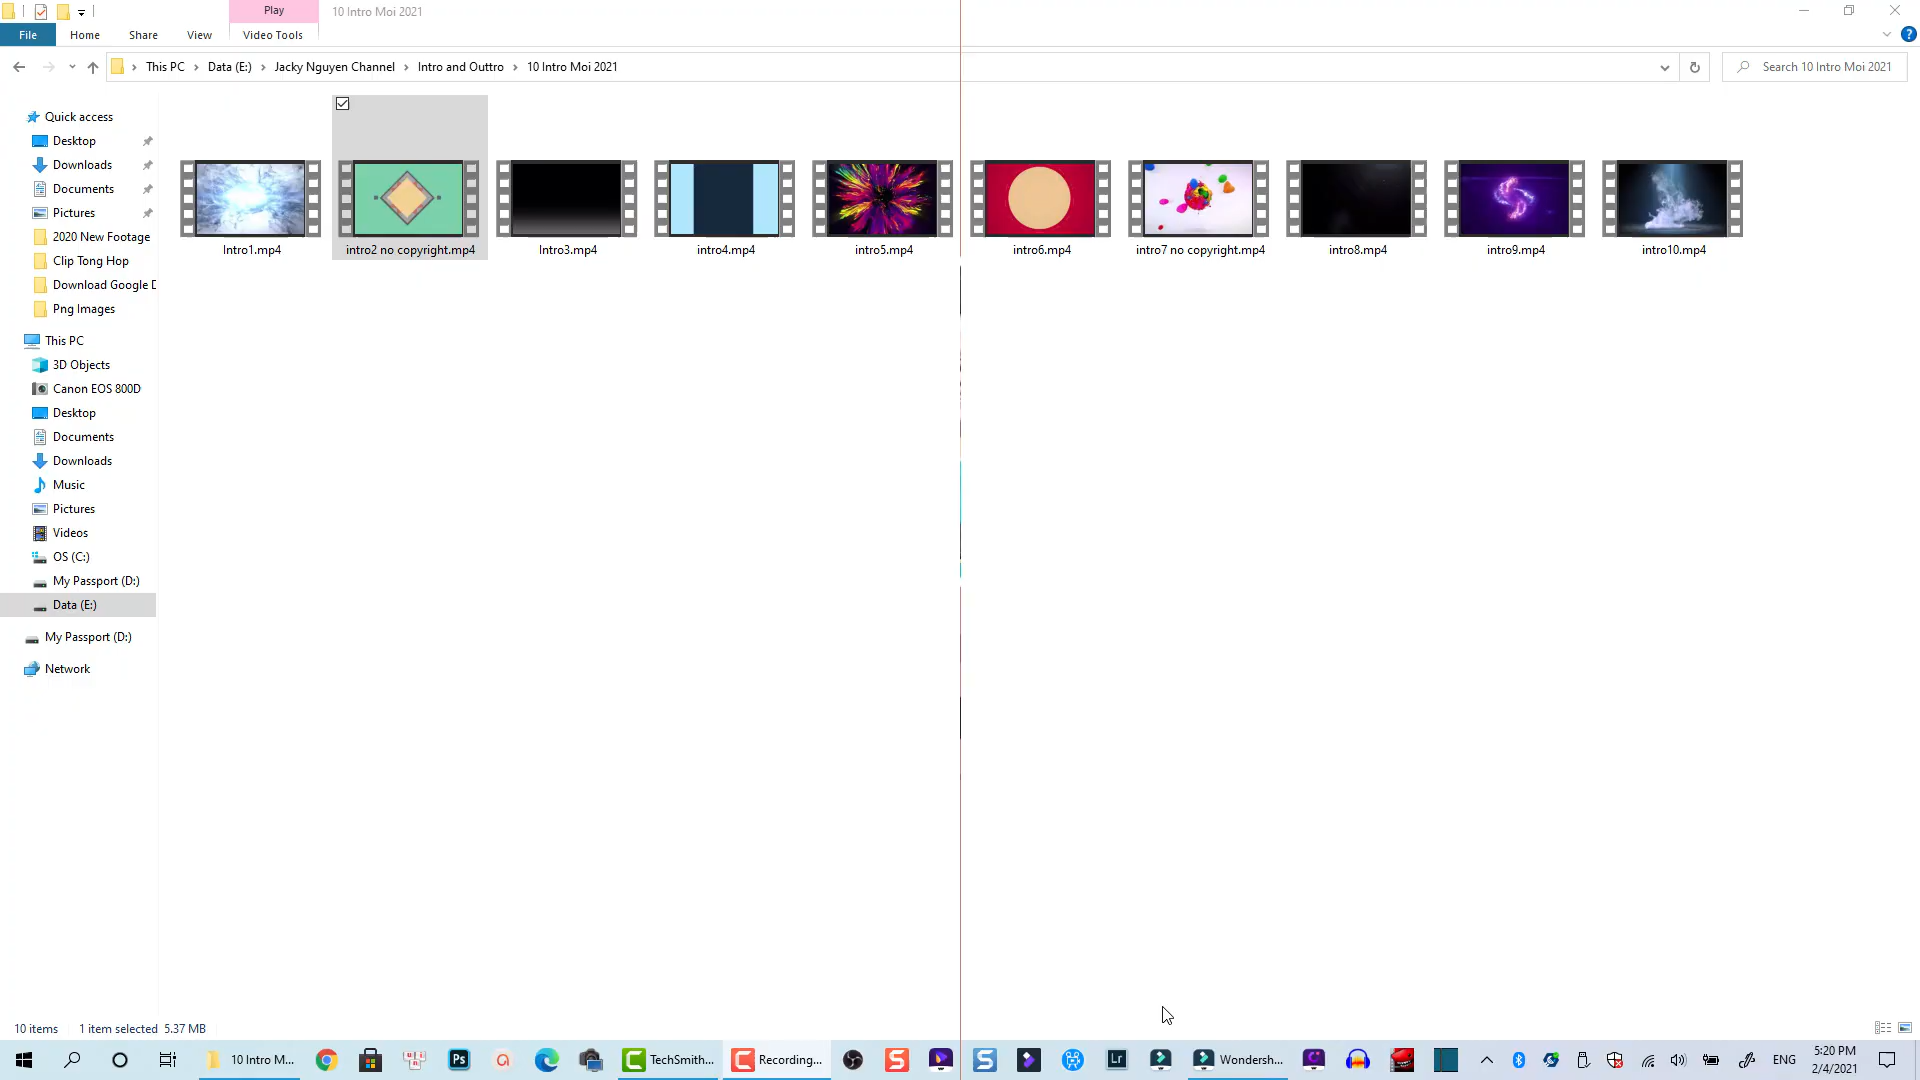 Play
10 Intro Moi 2021
File
Home
Share
View
Video Tools
This PC
Data (E:)
Jacky Nguyen Channel
Intro and Outtro
10 Intro Moi 2021
Search 10 Intro Moi 2021
Quick access
Desktop
Downloads
Documents
Pictures
2020 New Footage
Clip Tong Hop
Download Google D
Png Images
This PC
3D Objects
Canon EOS 800D
Desktop
Documents
Downloads
Music
Pictures
Videos
OS (C:)
My Passport (D:)
Data (E:)
My Passport (D:)
Network
Intro1.mp4
intro2 no copyright.mp4
Intro3.mp4
intro4.mp4
intro5.mp4
intro6.mp4
intro7 no copyright.mp4
intro8.mp4
intro9.mp4
intro10.mp4
10 items
1 item selected 5.37 MB
10 Intro M...
Ps
TechSmith...
Recording...
Lr
Wondersh...
ENG
5:20 PM
2/4/2021